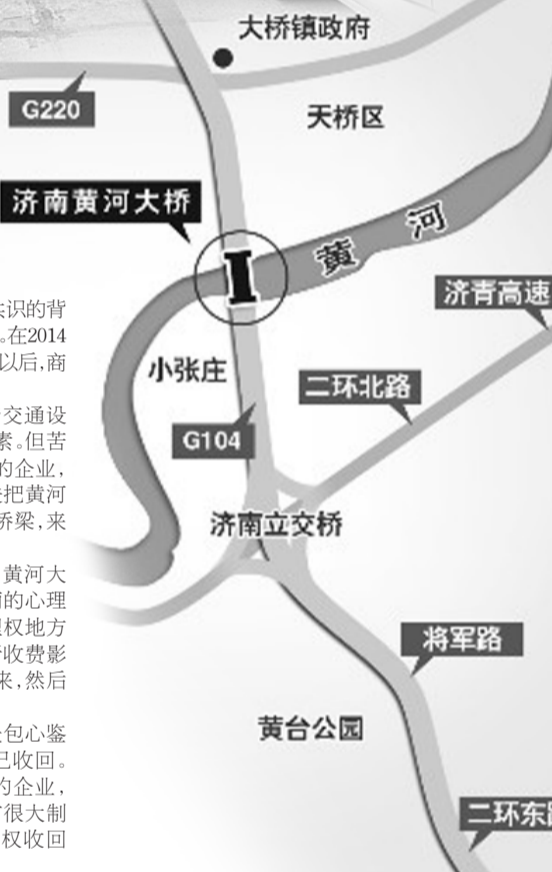 大桥镇政府
G220
天桥区
济南黄河大桥
黄河
济青高速
小张庄
二环北路
G104
济南立交桥
将军路
黄台公园
二环东路
共识的背
。在2014
以后,商
交通设
素。但苦
的企业,
把黄河
桥梁,来
黄河大
的心理
权地方
收费影
来,然后
包心鉴
已收回。
的企业,
很大制
权收回